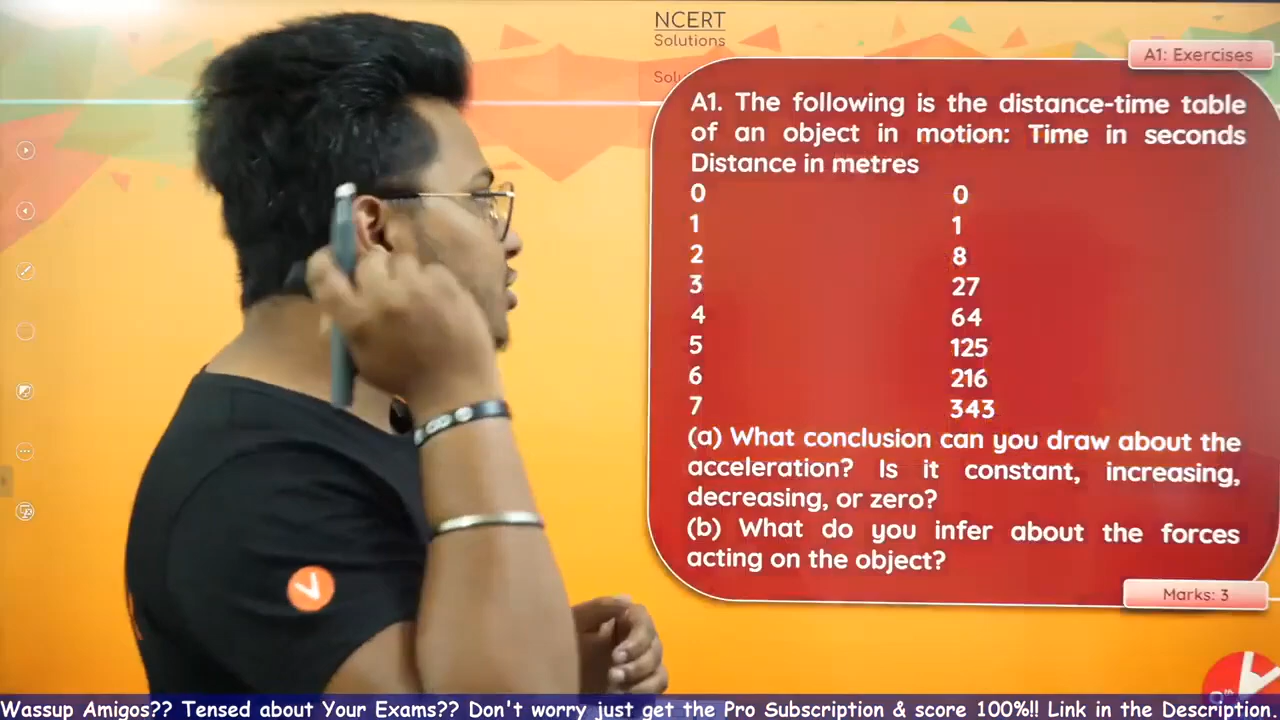 NCERT
Solutions
A1: Exercises
A1. The following is the distance-time table
of an object in motion: Time in seconds
Distance in metres
0 0
1 1
2 8
3 27
4 64
5 125
6 216
7 343
(a) What conclusion can you draw about the
acceleration? Is it constant, increasing,
decreasing, or zero?
(b) What do you infer about the forces
acting on the object?
Marks: 3
Wassup Amigos?? Tensed about Your Exams?? Don't worry just get the Pro Subscription & score 100%!! Link in the Description.